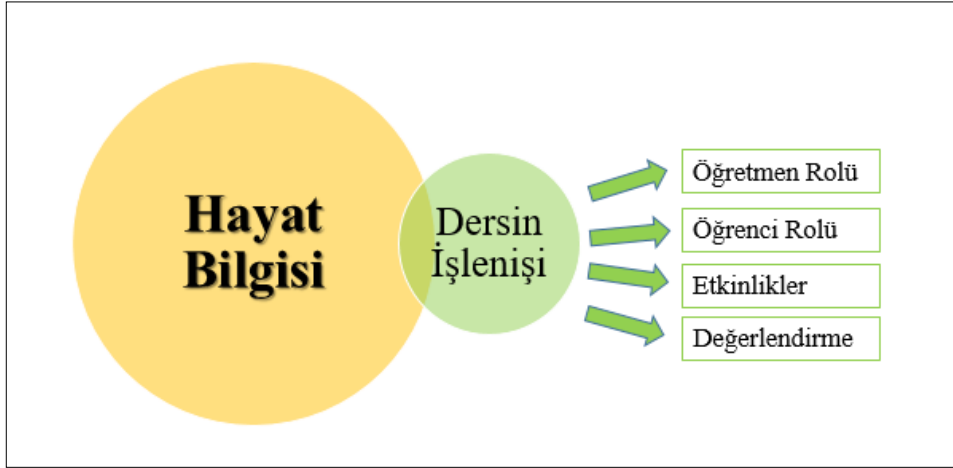 Hayat
Bilgisi
Dersin
İşlenişi
Öğretmen Rolü
Öğrenci Rolü
Etkinlikler
Değerlendirme